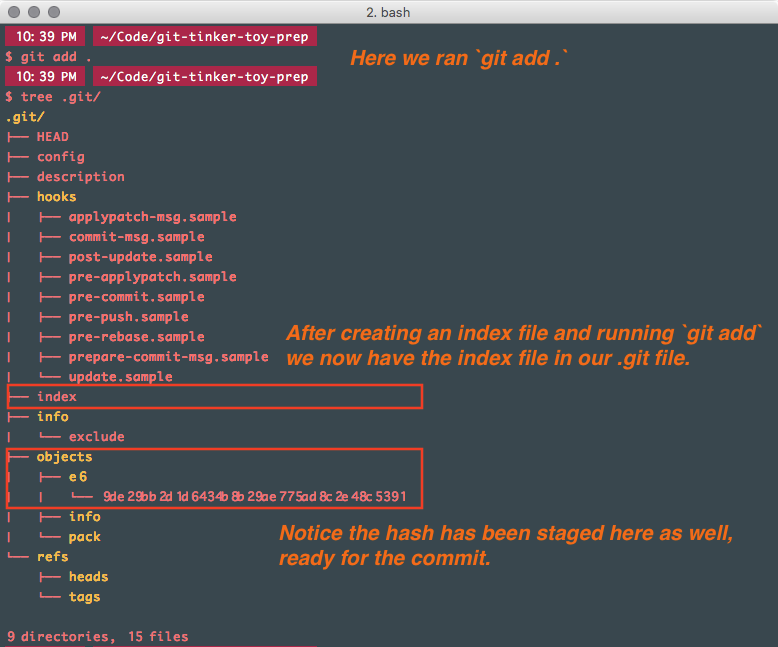 2. bash
10: 39 PM ~/Code/git-tinker-toy-prep
$ git add .
Here we ran `git add .`
10: 39 PM ~/Code/git-tinker-toy-prep
$ tree .git/
.git/
├── HEAD
├── config
├── description
├── hooks
│   ├── applypatch-msg.sample
│   ├── commit-msg.sample
│   ├── post-update.sample
│   ├── pre-applypatch.sample
│   ├── pre-commit.sample
│   ├── pre-push.sample
│   ├── pre-rebase.sample
│   ├── prepare-commit-msg.sample
│   └── update.sample
After creating an index file and running `git add`
we now have the index file in our .git file.
├── index
├── info
│   └── exclude
├── objects
│   ├── e6
│   │   └── 9de29bb2d1d6434b8b29ae775ad8c2e48c5391
│   ├── info
│   └── pack
Notice the hash has been staged here as well,
ready for the commit.
└── refs
    ├── heads
    └── tags
9 directories, 15 files